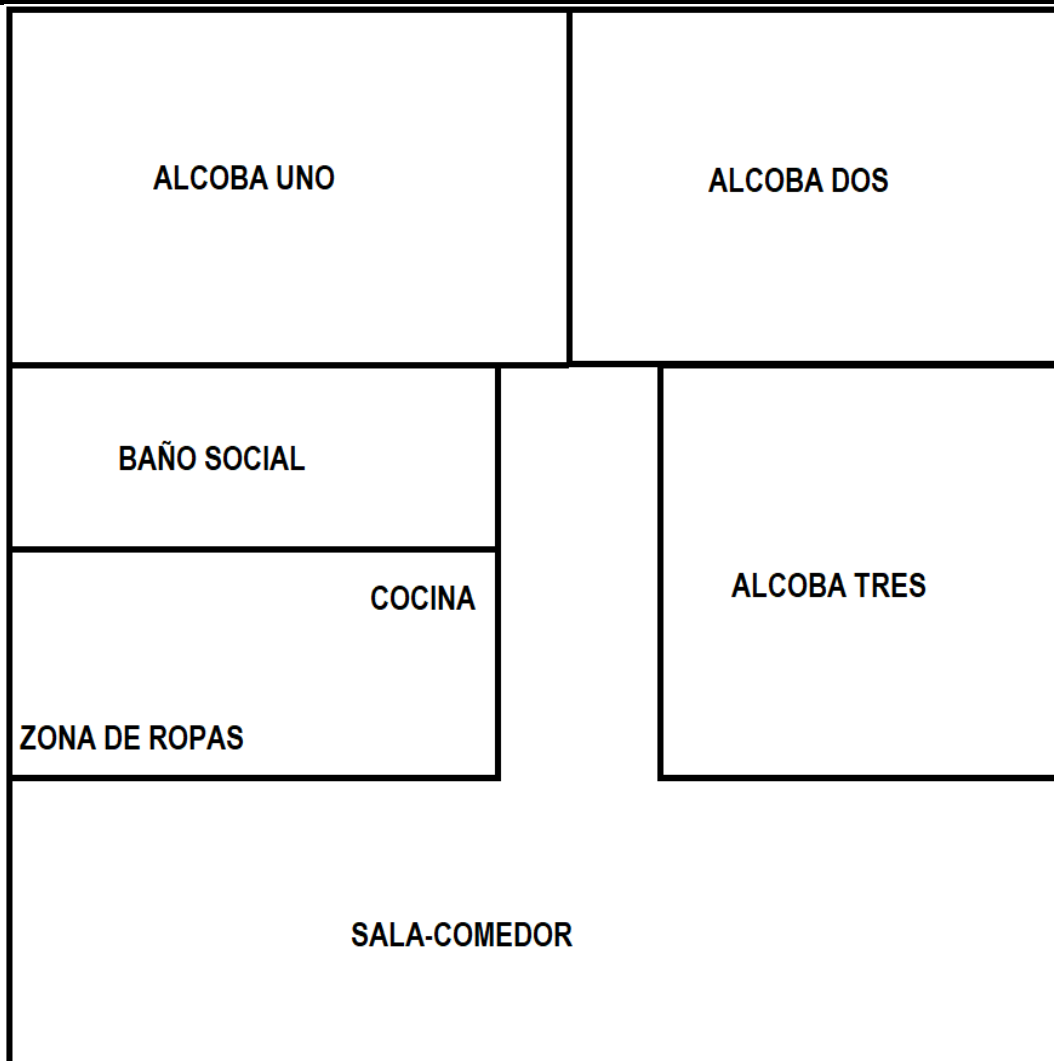 ALCOBA UNO
ALCOBA DOS
BAÑO SOCIAL
COCINA
ALCOBA TRES
ZONA DE ROPAS
SALA-COMEDOR